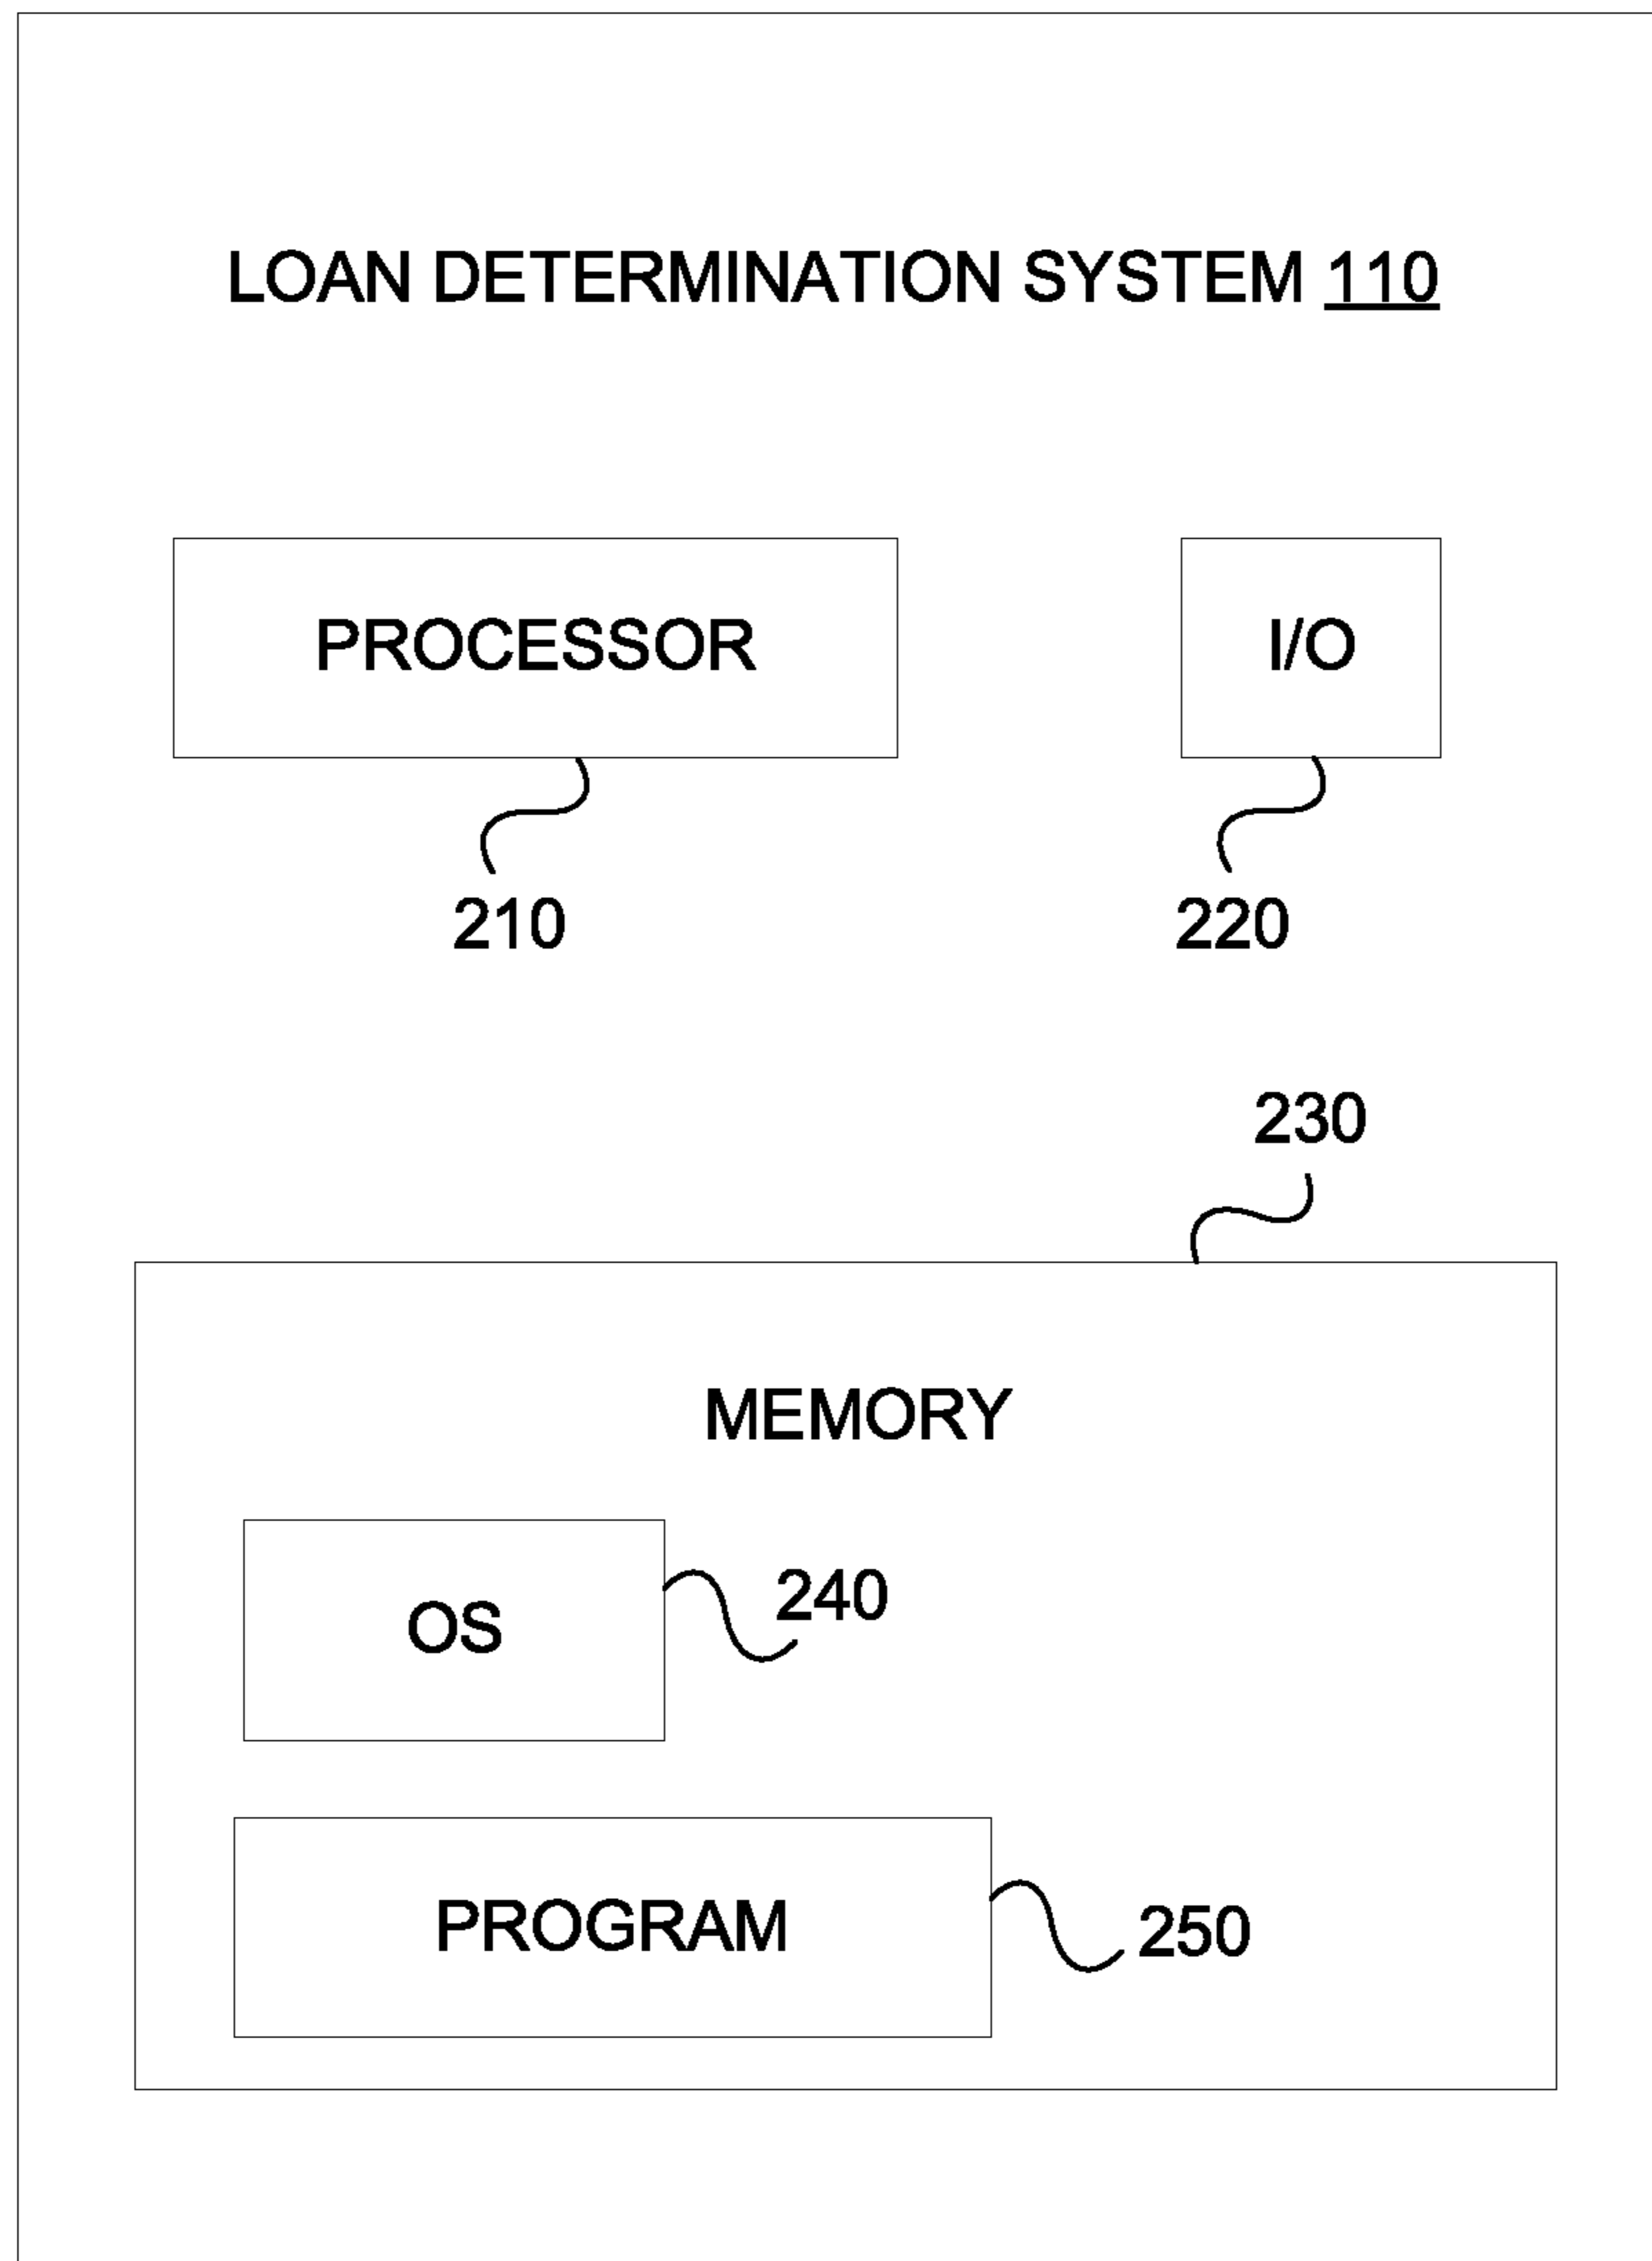 LOAN DETERMINATION SYSTEM 110
PROCESSOR
I/O
210
220
230
MEMORY
OS
240
PROGRAM
250